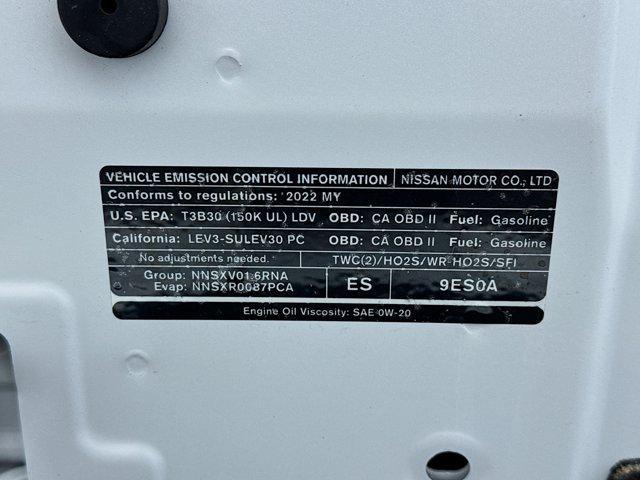 VEHICLE EMISSION CONTROL INFORMATION NISSAN MOTOR CO., LTD
Conforms to regulations: 2022 MY
U.S. EPA: T3B30 (150K UL) LDV OBD: CA OBD II Fuel: Gasoline
California: LEV3-SULEV30 PC OBD: CA OBD II Fuel: Gasoline
No adjustments needed. TWC(2)/HO2S/WR-HO2S/SFI
Group: NNSXV01.6RNA
Evap: NNSXR0087PCA ES 9ES0A
Engine Oil Viscosity: SAE 0W-20